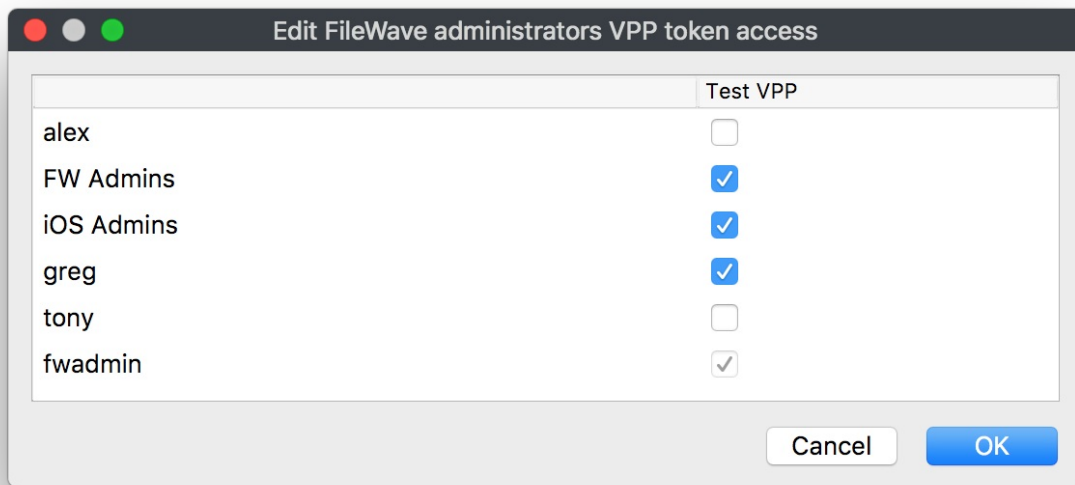 Edit FileWave administrators VPP token access
Test VPP
alex
FW Admins
iOS Admins
greg
tony
fwadmin
Cancel OK